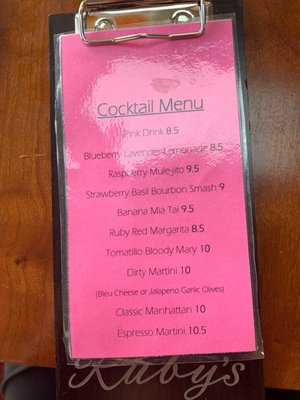 Cocktail Menu
Pink Drink 8.5
Blueberry Lavender Lemonade 8.5
Raspberry Mule-jito 9.5
Strawberry Basil Bourbon Smash 9
Banana Mia Tai 9.5
Ruby Red Margarita 8.5
Tomatillo Bloody Mary 10
Dirty Martini 10
(Bleu Cheese or Jalapeno Garlic Olives)
Classic Manhattan 10
Espresso Martini 10.5
Ruby's